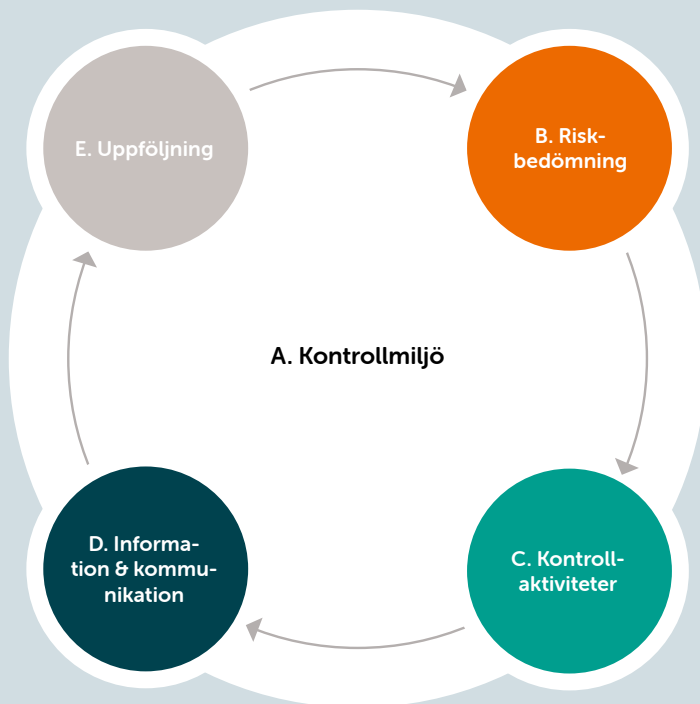 E. Uppföljning
B. Risk-
bedömning
A. Kontrollmiljö
D. Informa-
tion & kommu-
nikation
C. Kontroll-
aktiviteter